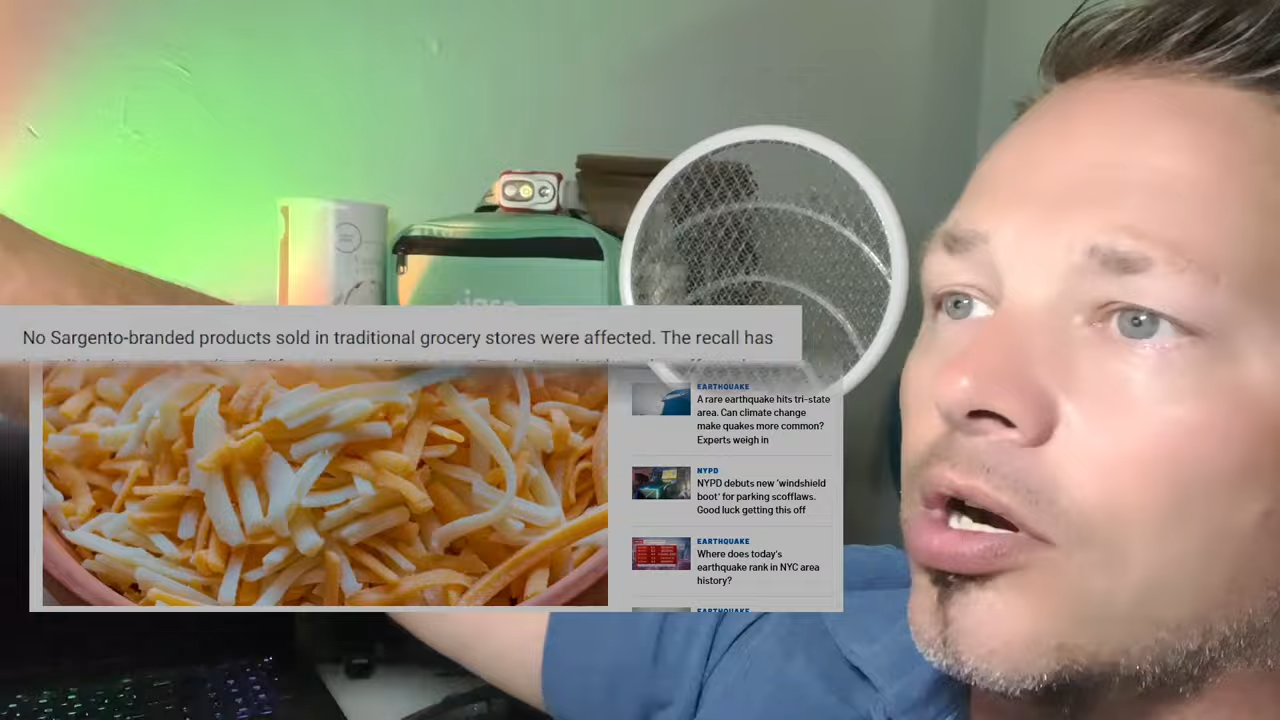 No Sargento-branded products sold in traditional grocery stores were affected. The recall has
EARTHQUAKE
A rare earthquake hits tri-state
area. Can climate change
make quakes more common?
Experts weigh in
NYPD
NYPD debuts new 'windshield
boot' for parking scofflaws.
Good luck getting this off
EARTHQUAKE
Where does today's
earthquake rank in NYC area
history?
EARTHQUAKE